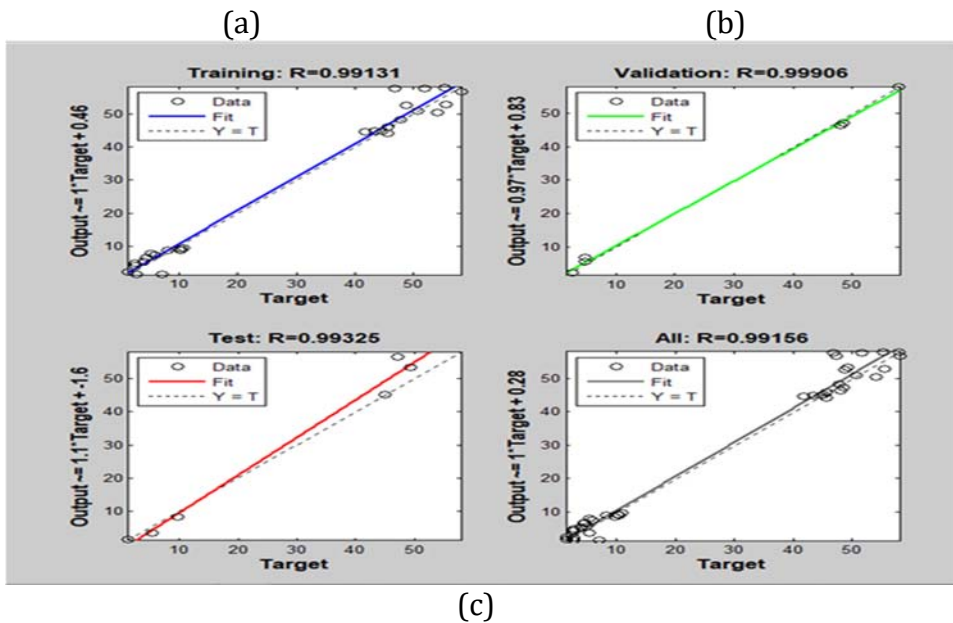 (a)
(b)
Training: R=0.99131
Output ~= 1*Target + 0.46
Data
Fit
Y = T
50
40
30
20
10
10 20 30 40 50
Target
Validation: R=0.99906
Output ~= 0.97*Target + 0.83
Data
Fit
Y = T
50
40
30
20
10
10 20 30 40 50
Target
Test: R=0.99325
Output ~= 1.1*Target + -1.6
Data
Fit
Y = T
50
40
30
20
10
10 20 30 40 50
Target
All: R=0.99156
Output ~= 1*Target + 0.28
Data
Fit
Y = T
50
40
30
20
10
10 20 30 40 50
Target
(c)